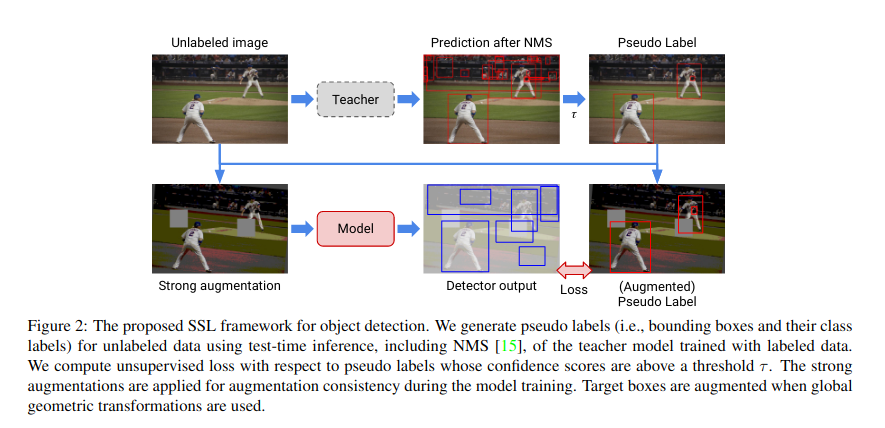 Unlabeled image
Prediction after NMS
Pseudo Label
Teacher
τ
Model
Strong augmentation
Detector output
Loss
(Augmented)
Pseudo Label
Figure 2: The proposed SSL framework for object detection. We generate pseudo labels (i.e., bounding boxes and their class
labels) for unlabeled data using test-time inference, including NMS [15], of the teacher model trained with labeled data.
We compute unsupervised loss with respect to pseudo labels whose confidence scores are above a threshold τ. The strong
augmentations are applied for augmentation consistency during the model training. Target boxes are augmented when global
geometric transformations are used.